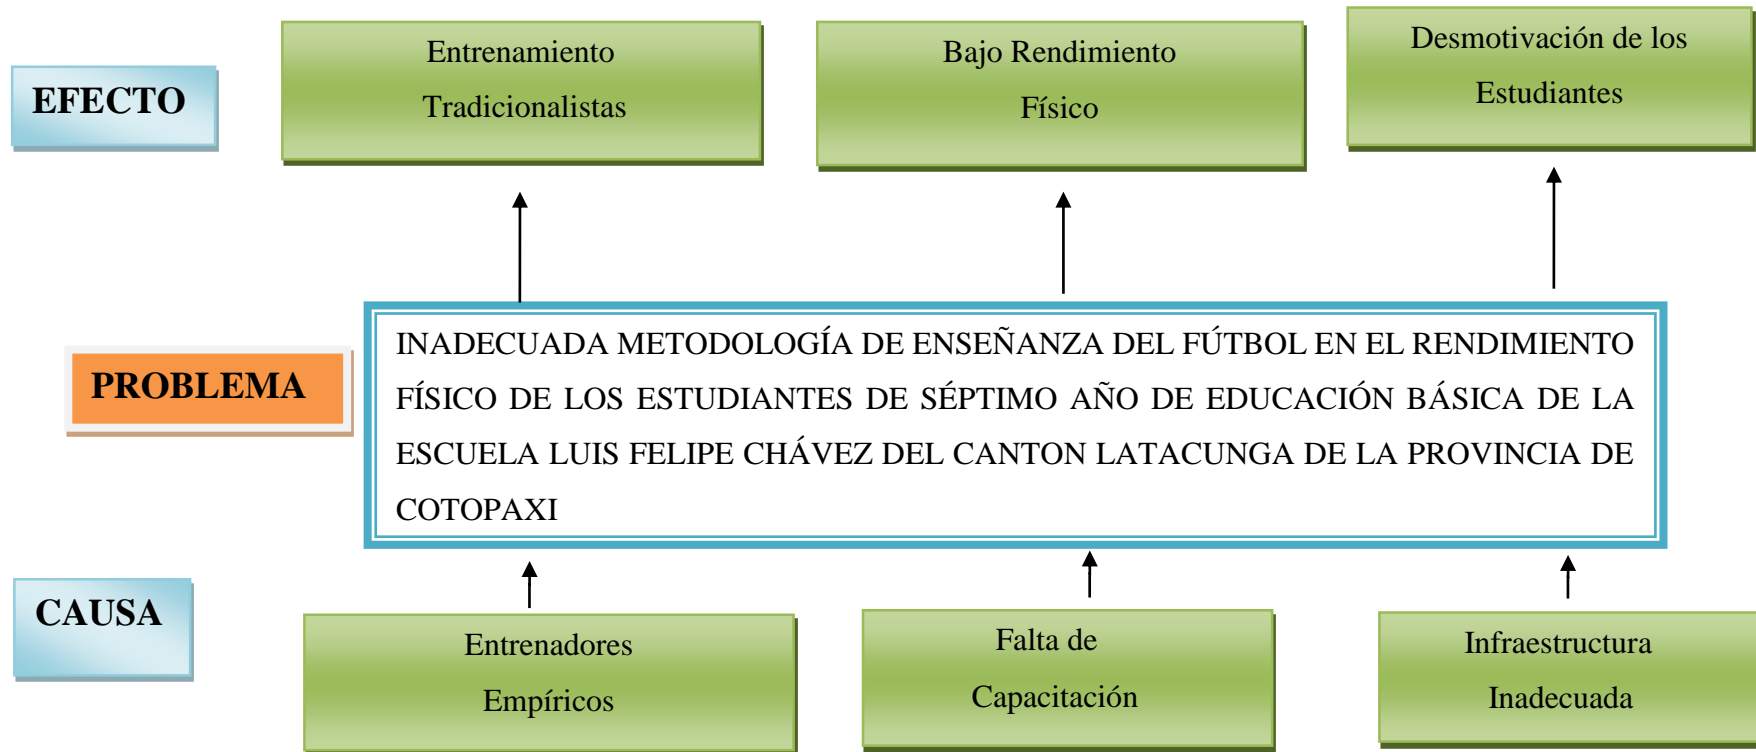 EFECTO
Entrenamiento
Tradicionalistas
Bajo Rendimiento
Físico
Desmotivación de los
Estudiantes
PROBLEMA
INADECUADA METODOLOGÍA DE ENSEÑANZA DEL FÚTBOL EN EL RENDIMIENTO
FÍSICO DE LOS ESTUDIANTES DE SÉPTIMO AÑO DE EDUCACIÓN BÁSICA DE LA
ESCUELA LUIS FELIPE CHÁVEZ DEL CANTON LATACUNGA DE LA PROVINCIA DE
COTOPAXI
CAUSA
Entrenadores
Empíricos
Falta de
Capacitación
Infraestructura
Inadecuada